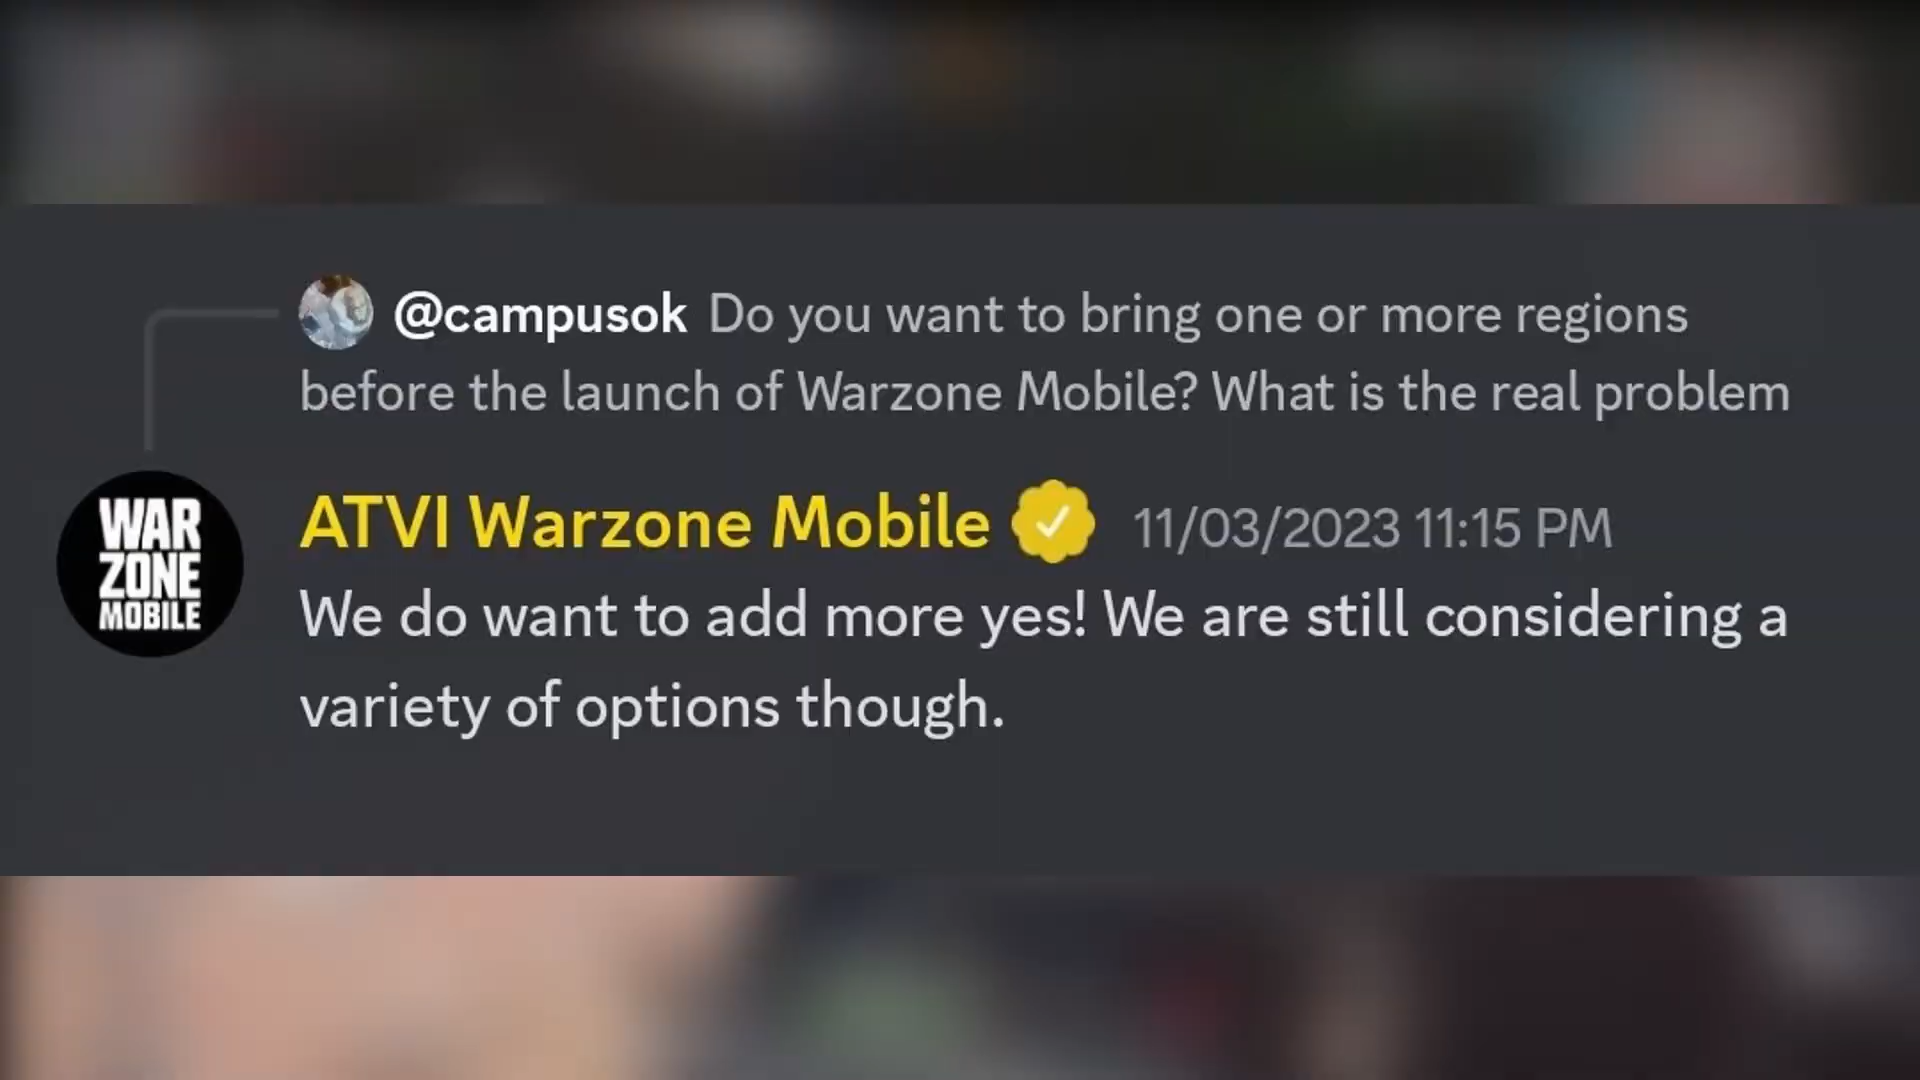 @campusok Do you want to bring one or more regions
before the launch of Warzone Mobile? What is the real problem
WAR
ZONE
MOBILE
ATVI Warzone Mobile 11/03/2023 11:15 PM
We do want to add more yes! We are still considering a
variety of options though.